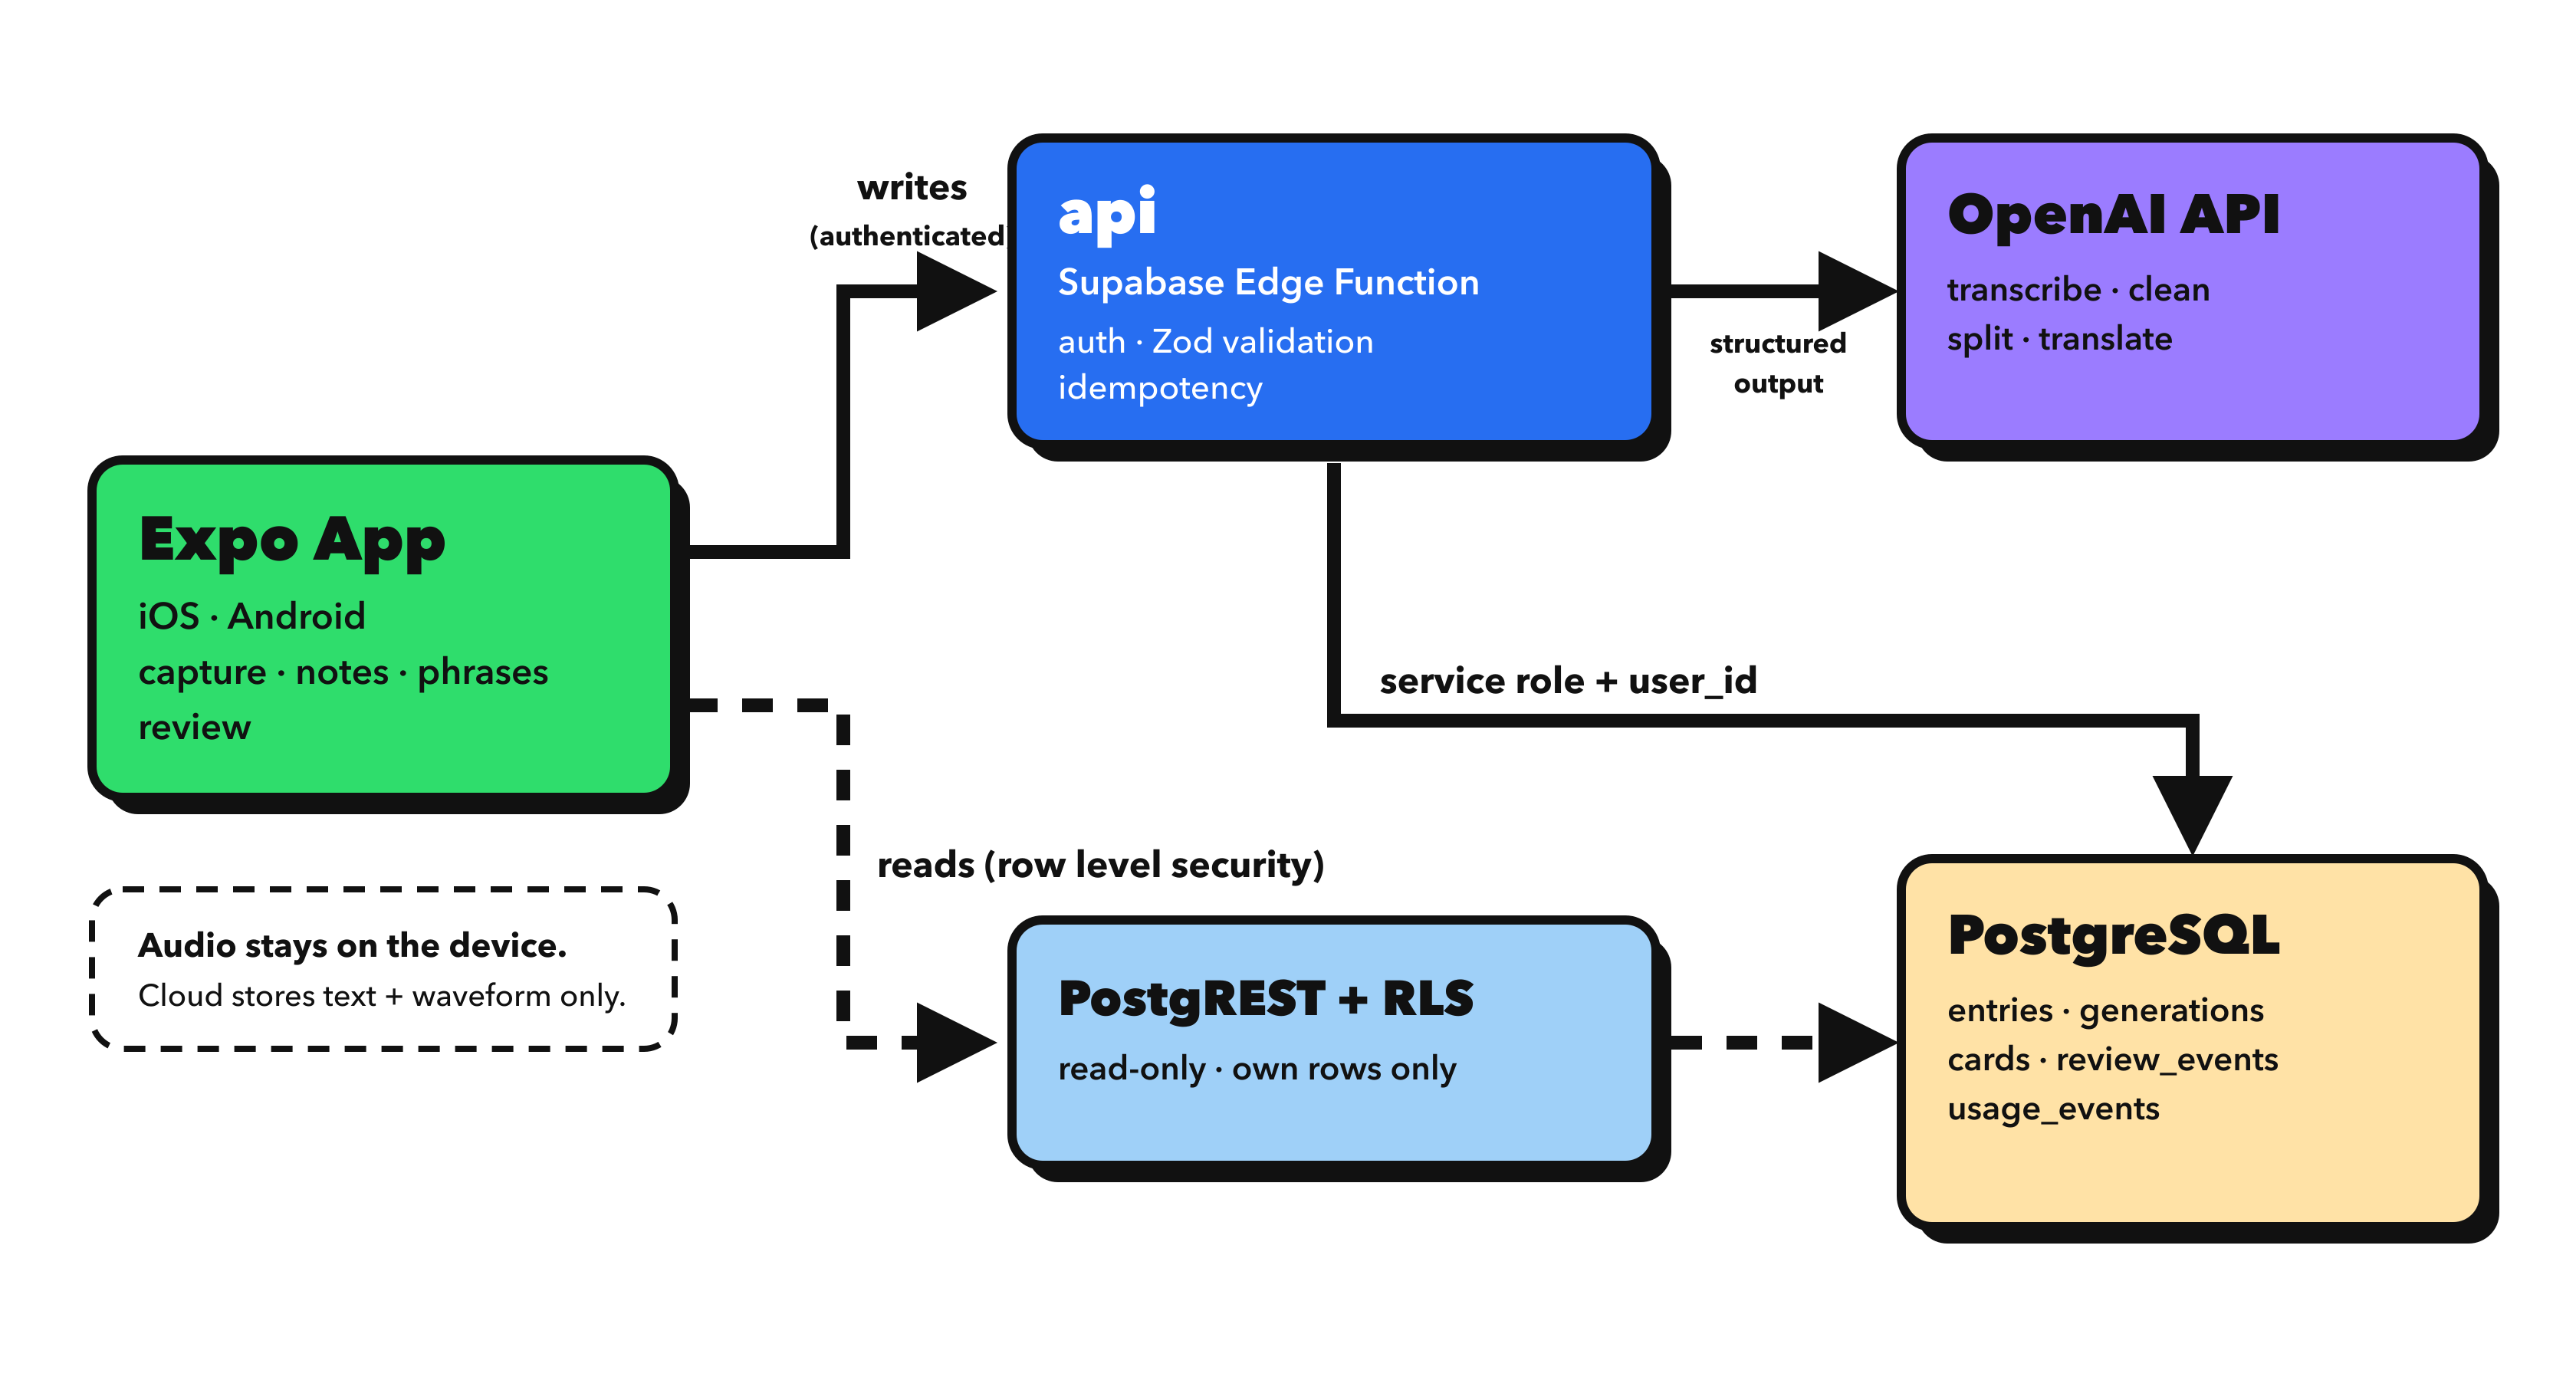 writes
(authenticated
api
Supabase Edge Function
auth · Zod validation
idempotency
structured
output
OpenAI API
transcribe · clean
split · translate
Expo App
iOS · Android
capture · notes · phrases
review
service role + user_id
reads (row level security)
Audio stays on the device.
Cloud stores text + waveform only.
PostgREST + RLS
read-only · own rows only
PostgreSQL
entries · generations
cards · review_events
usage_events